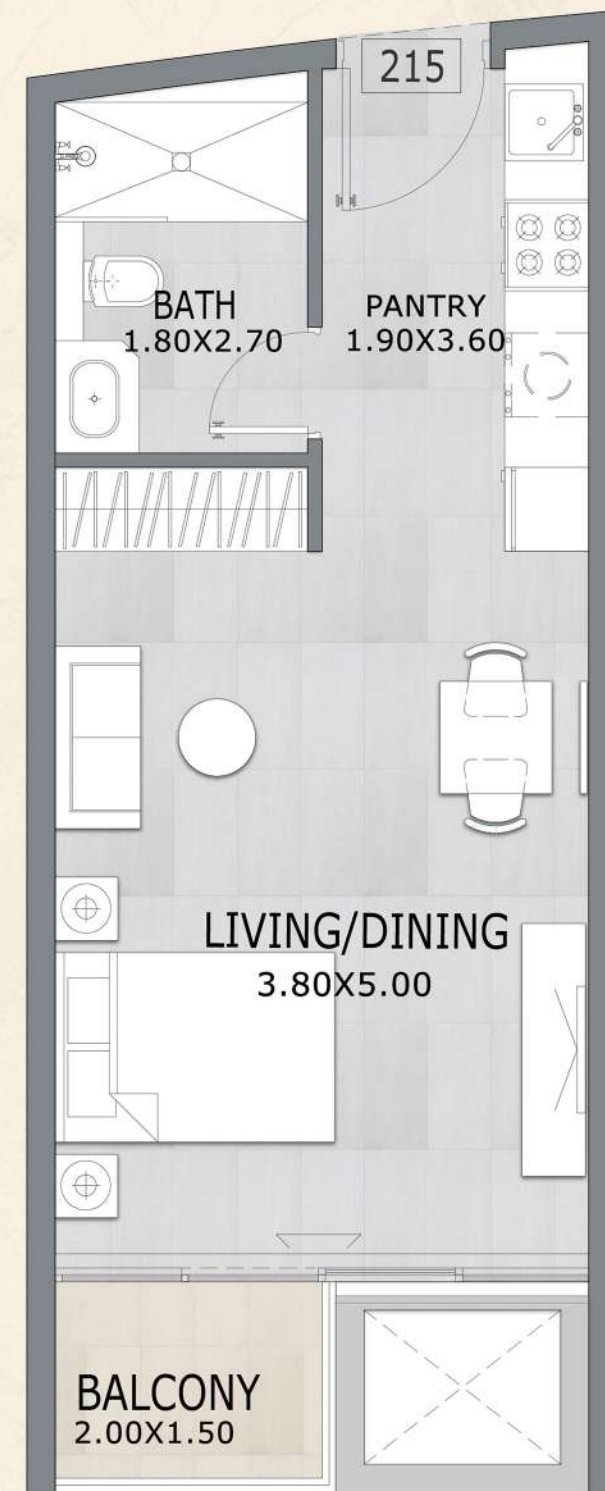 215
BATH
1.80X2.70
PANTRY
1.90X3.60
LIVING/DINING
3.80X5.00
BALCONY
2.00X1.50